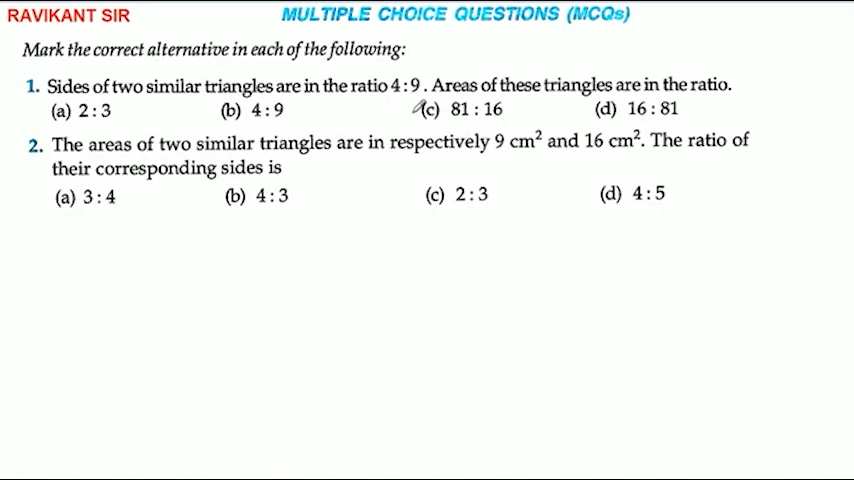 RAVIKANT SIR
MULTIPLE CHOICE QUESTIONS (MCQs)
Mark the correct alternative in each of the following:
1. Sides of two similar triangles are in the ratio 4 : 9 . Areas of these triangles are in the ratio.
(a) 2 : 3 (b) 4 : 9 (c) 81 : 16 (d) 16 : 81
2. The areas of two similar triangles are in respectively 9 cm² and 16 cm². The ratio of
their corresponding sides is
(a) 3 : 4 (b) 4 : 3 (c) 2 : 3 (d) 4 : 5